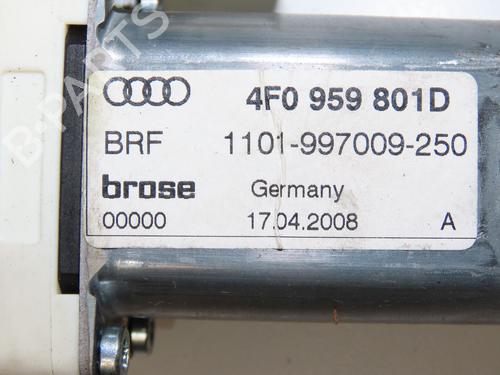 4F0 959 801D
BRF 1101-997009-250
brose Germany
00000 17.04.2008 A
B-PARTS